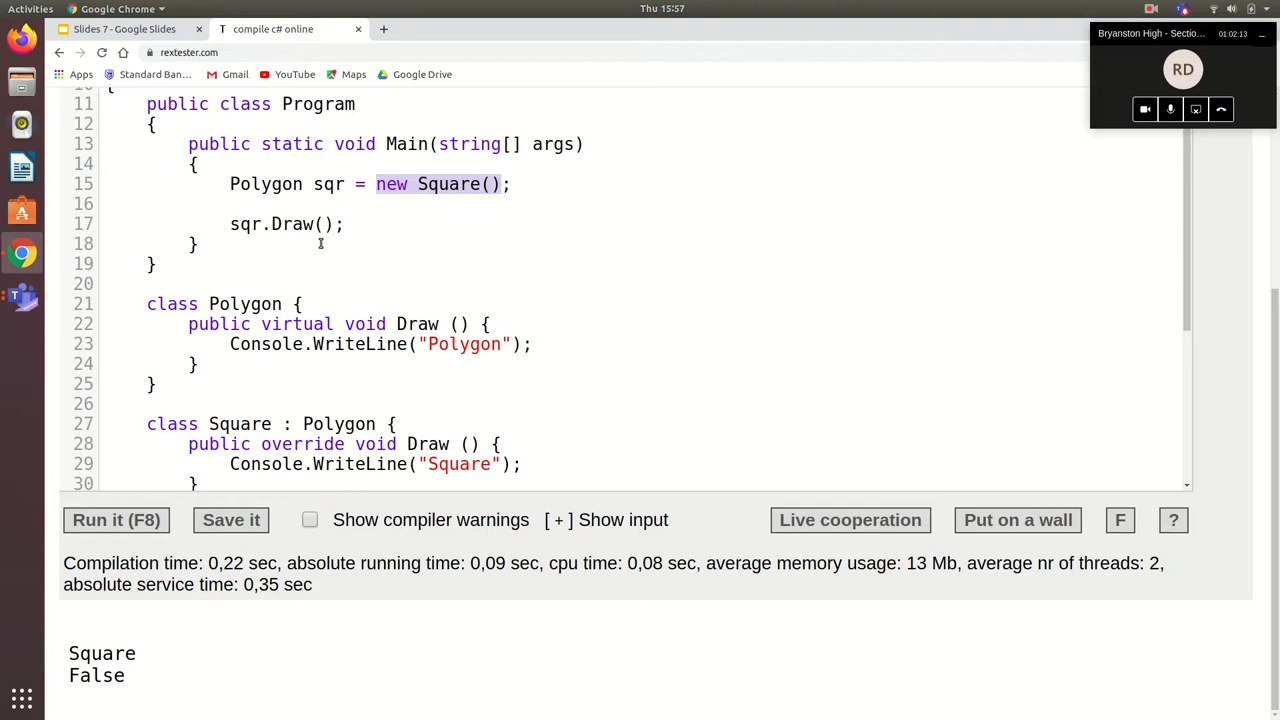 Activities
Google Chrome
Thu 15:57
Slides 7 - Google Slides
T compile c# online
rextester.com
Apps
Standard Ban...
Gmail
YouTube
Maps
Google Drive
Bryanston High - Sectio...
01:02:13
RD
{
11 public class Program
12 {
13 public static void Main(string[] args)
14 {
15 Polygon sqr = new Square();
16
17 sqr.Draw();
18 }
19 }
20
21 class Polygon {
22 public virtual void Draw () {
23 Console.WriteLine("Polygon");
24 }
25 }
26
27 class Square : Polygon {
28 public override void Draw () {
29 Console.WriteLine("Square");
30 }
Run it (F8)
Save it
Show compiler warnings
[ + ] Show input
Live cooperation
Put on a wall
F
?
Compilation time: 0,22 sec, absolute running time: 0,09 sec, cpu time: 0,08 sec, average memory usage: 13 Mb, average nr of threads: 2,
absolute service time: 0,35 sec
Square
False